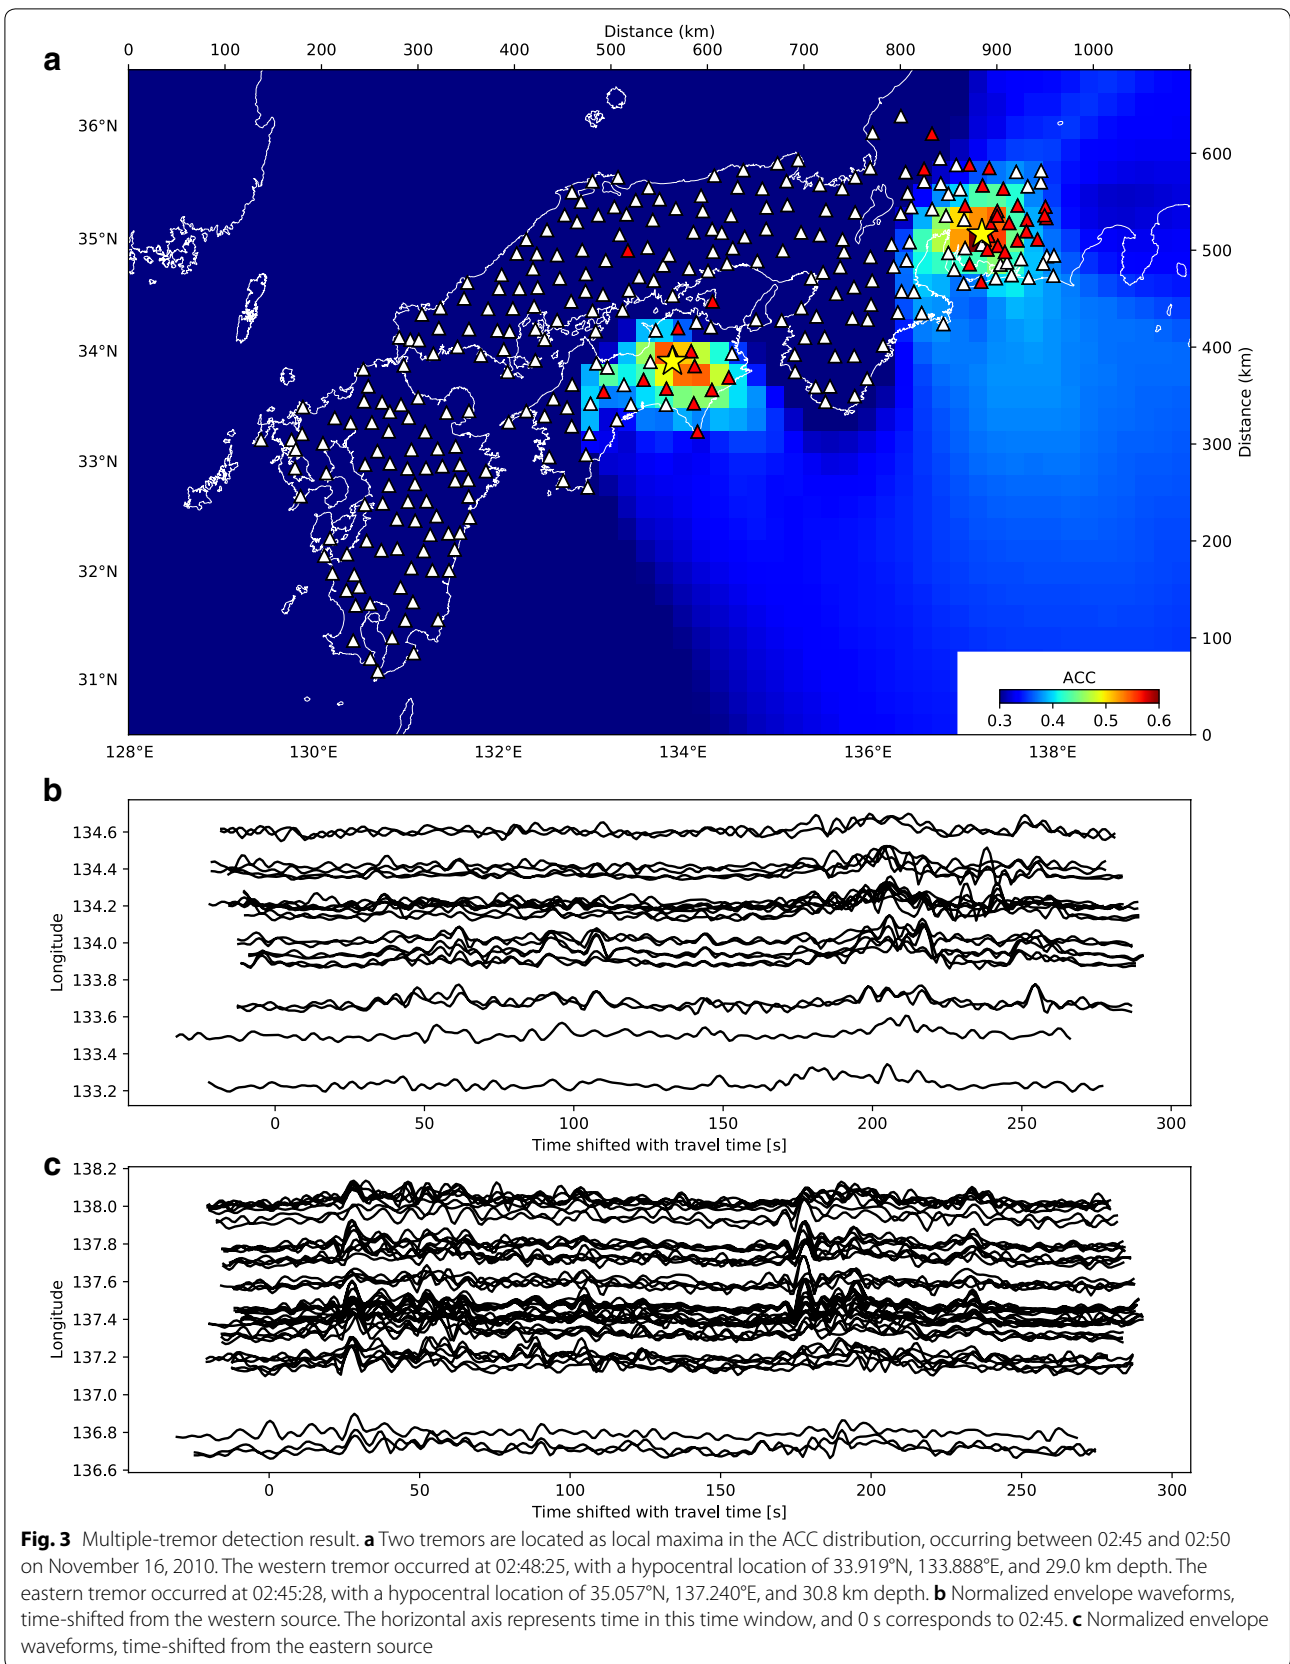 Distance (km)
0 100 200 300 400 500 600 700 800 900 1000
a
36°N
35°N
34°N
33°N
32°N
31°N
600
500
400
300
200
100
0
Distance (km)
ACC
0.3 0.4 0.5 0.6
128°E 130°E 132°E 134°E 136°E 138°E
b
134.6
134.4
134.2
134.0
133.8
133.6
133.4
133.2
Longitude
0 50 100 150 200 250 300
Time shifted with travel time [s]
c
138.2
138.0
137.8
137.6
137.4
137.2
137.0
136.8
136.6
Longitude
0 50 100 150 200 250 300
Time shifted with travel time [s]
Fig. 3 Multiple-tremor detection result. a Two tremors are located as local maxima in the ACC distribution, occurring between 02:45 and 02:50
on November 16, 2010. The western tremor occurred at 02:48:25, with a hypocentral location of 33.919°N, 133.888°E, and 29.0 km depth. The
eastern tremor occurred at 02:45:28, with a hypocentral location of 35.057°N, 137.240°E, and 30.8 km depth. b Normalized envelope waveforms,
time-shifted from the western source. The horizontal axis represents time in this time window, and 0 s corresponds to 02:45. c Normalized envelope
waveforms, time-shifted from the eastern source